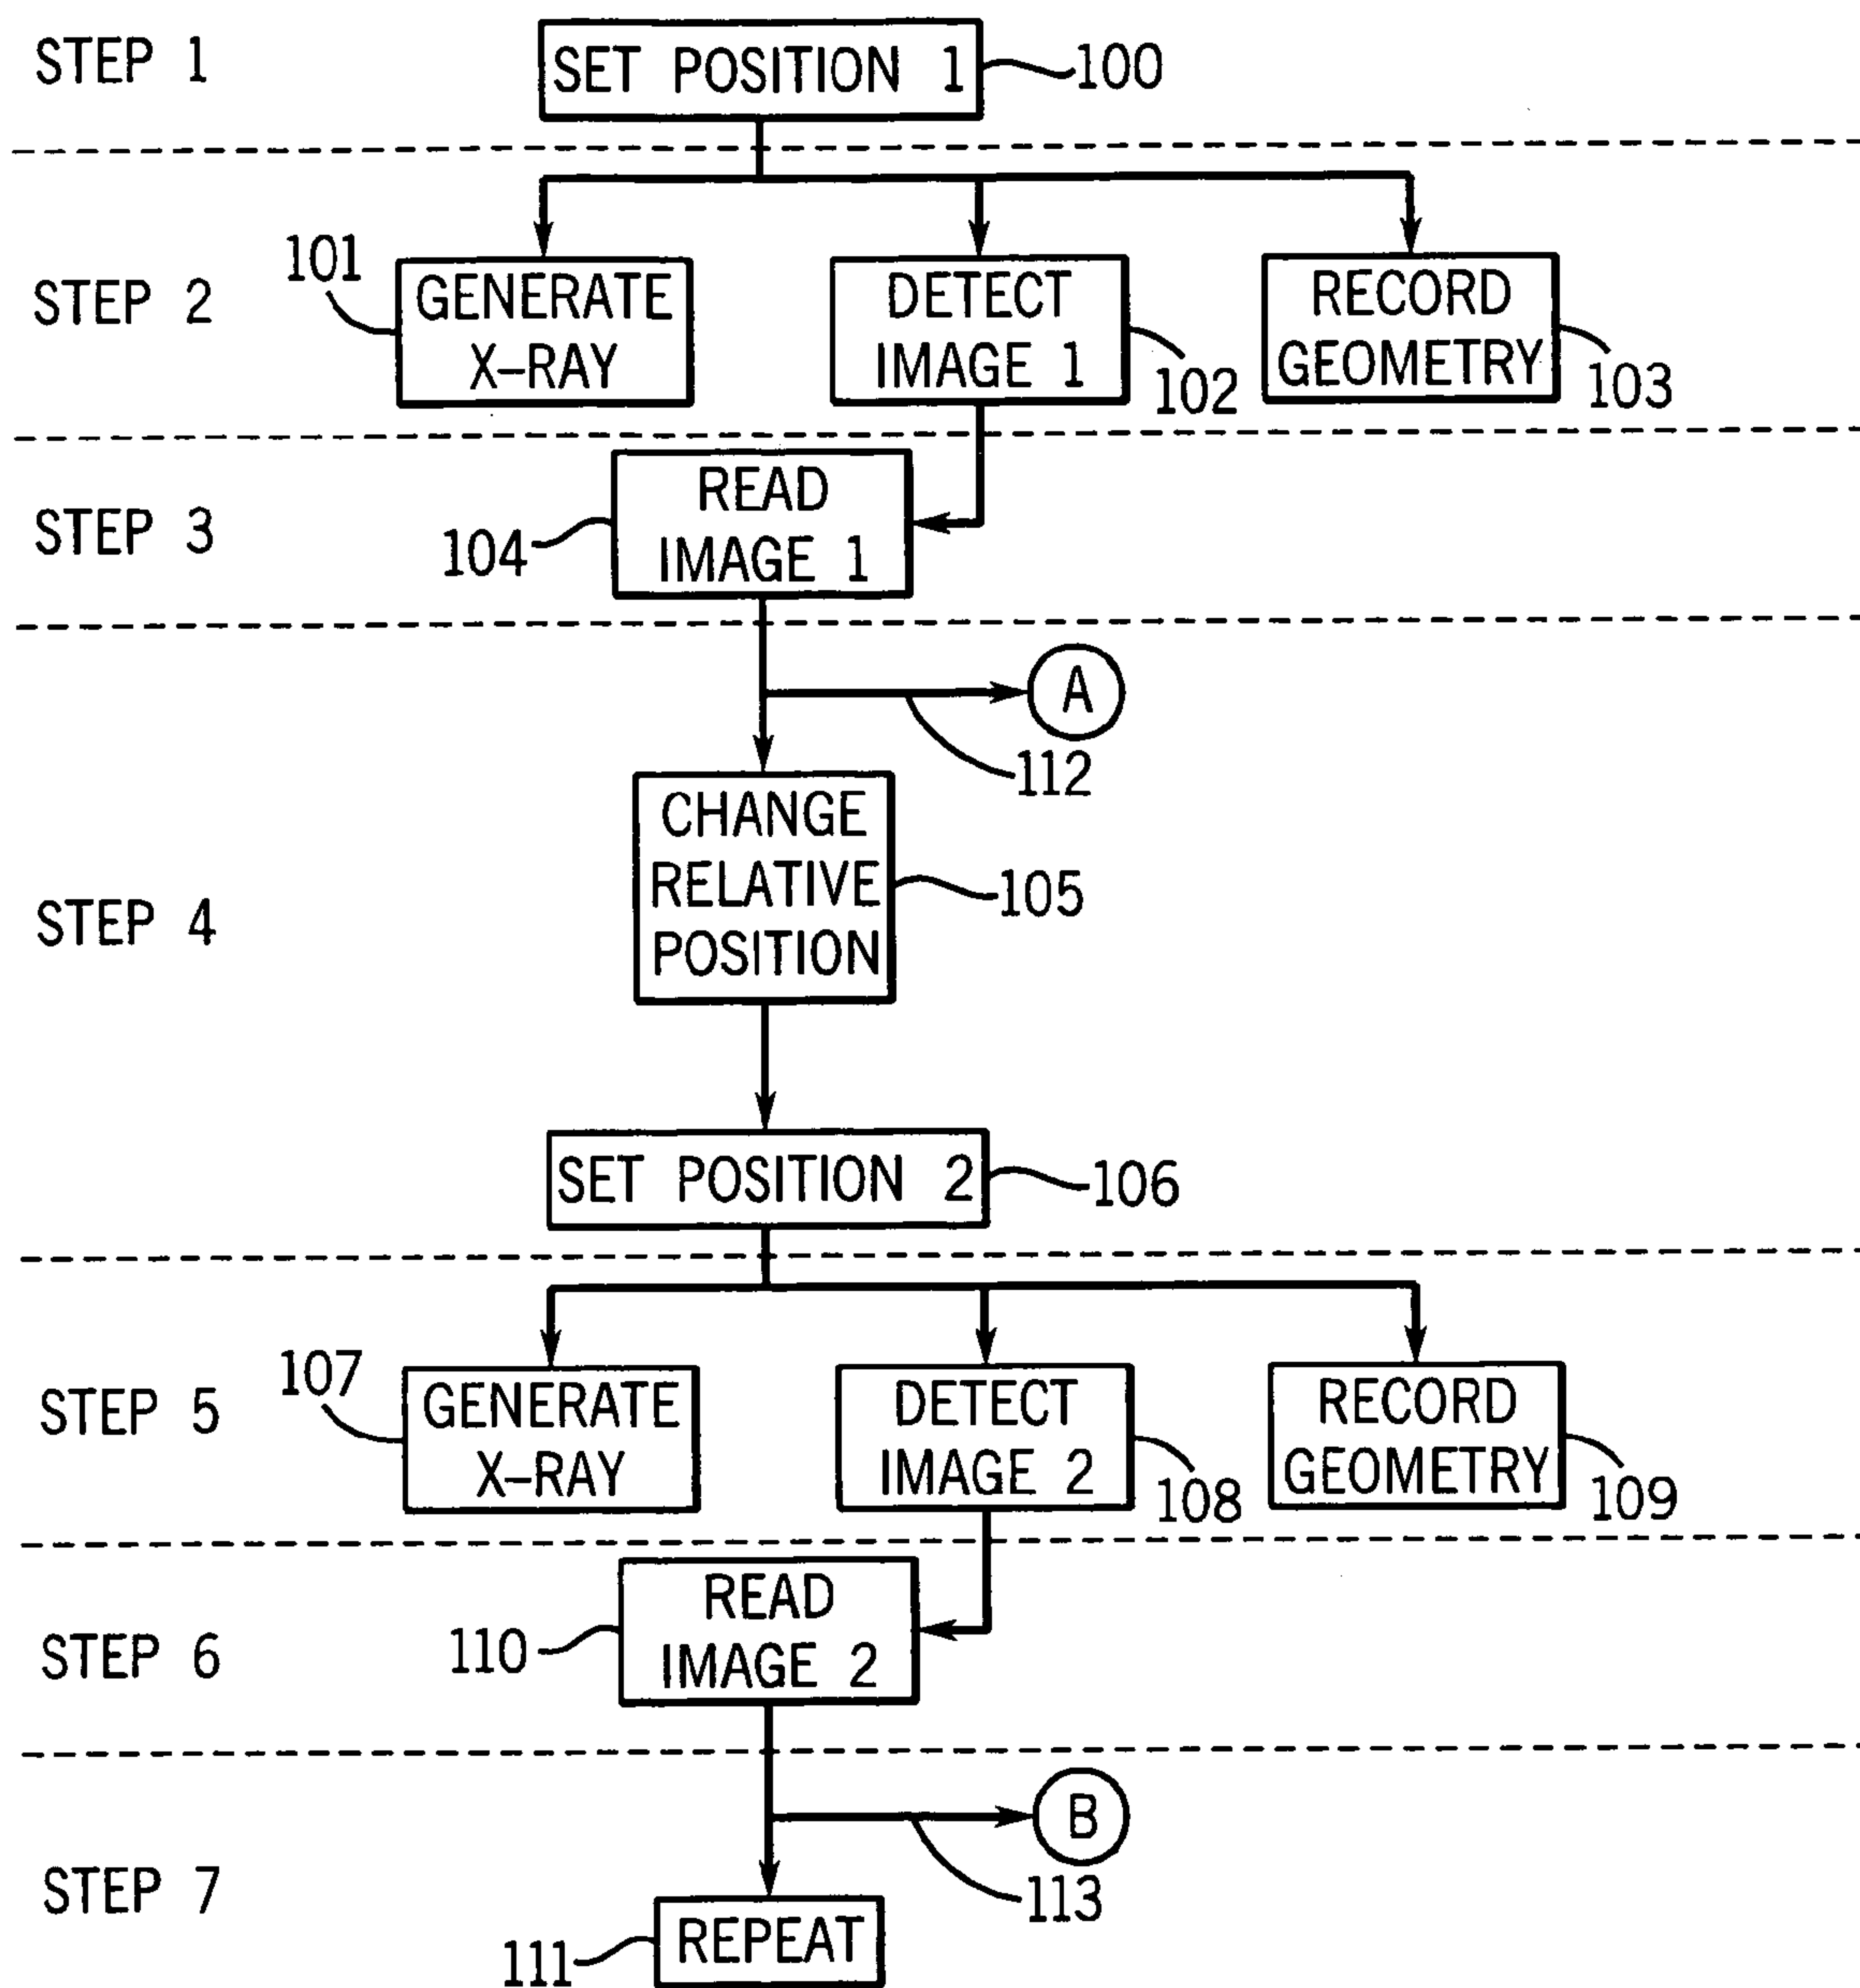 STEP 1
SET POSITION 1
100
STEP 2
101
GENERATE
X-RAY
DETECT
IMAGE 1
102
RECORD
GEOMETRY
103
STEP 3
104
READ
IMAGE 1
A
112
STEP 4
CHANGE
RELATIVE
POSITION
105
SET POSITION 2
106
STEP 5
107
GENERATE
X-RAY
DETECT
IMAGE 2
108
RECORD
GEOMETRY
109
STEP 6
110
READ
IMAGE 2
B
113
STEP 7
111
REPEAT